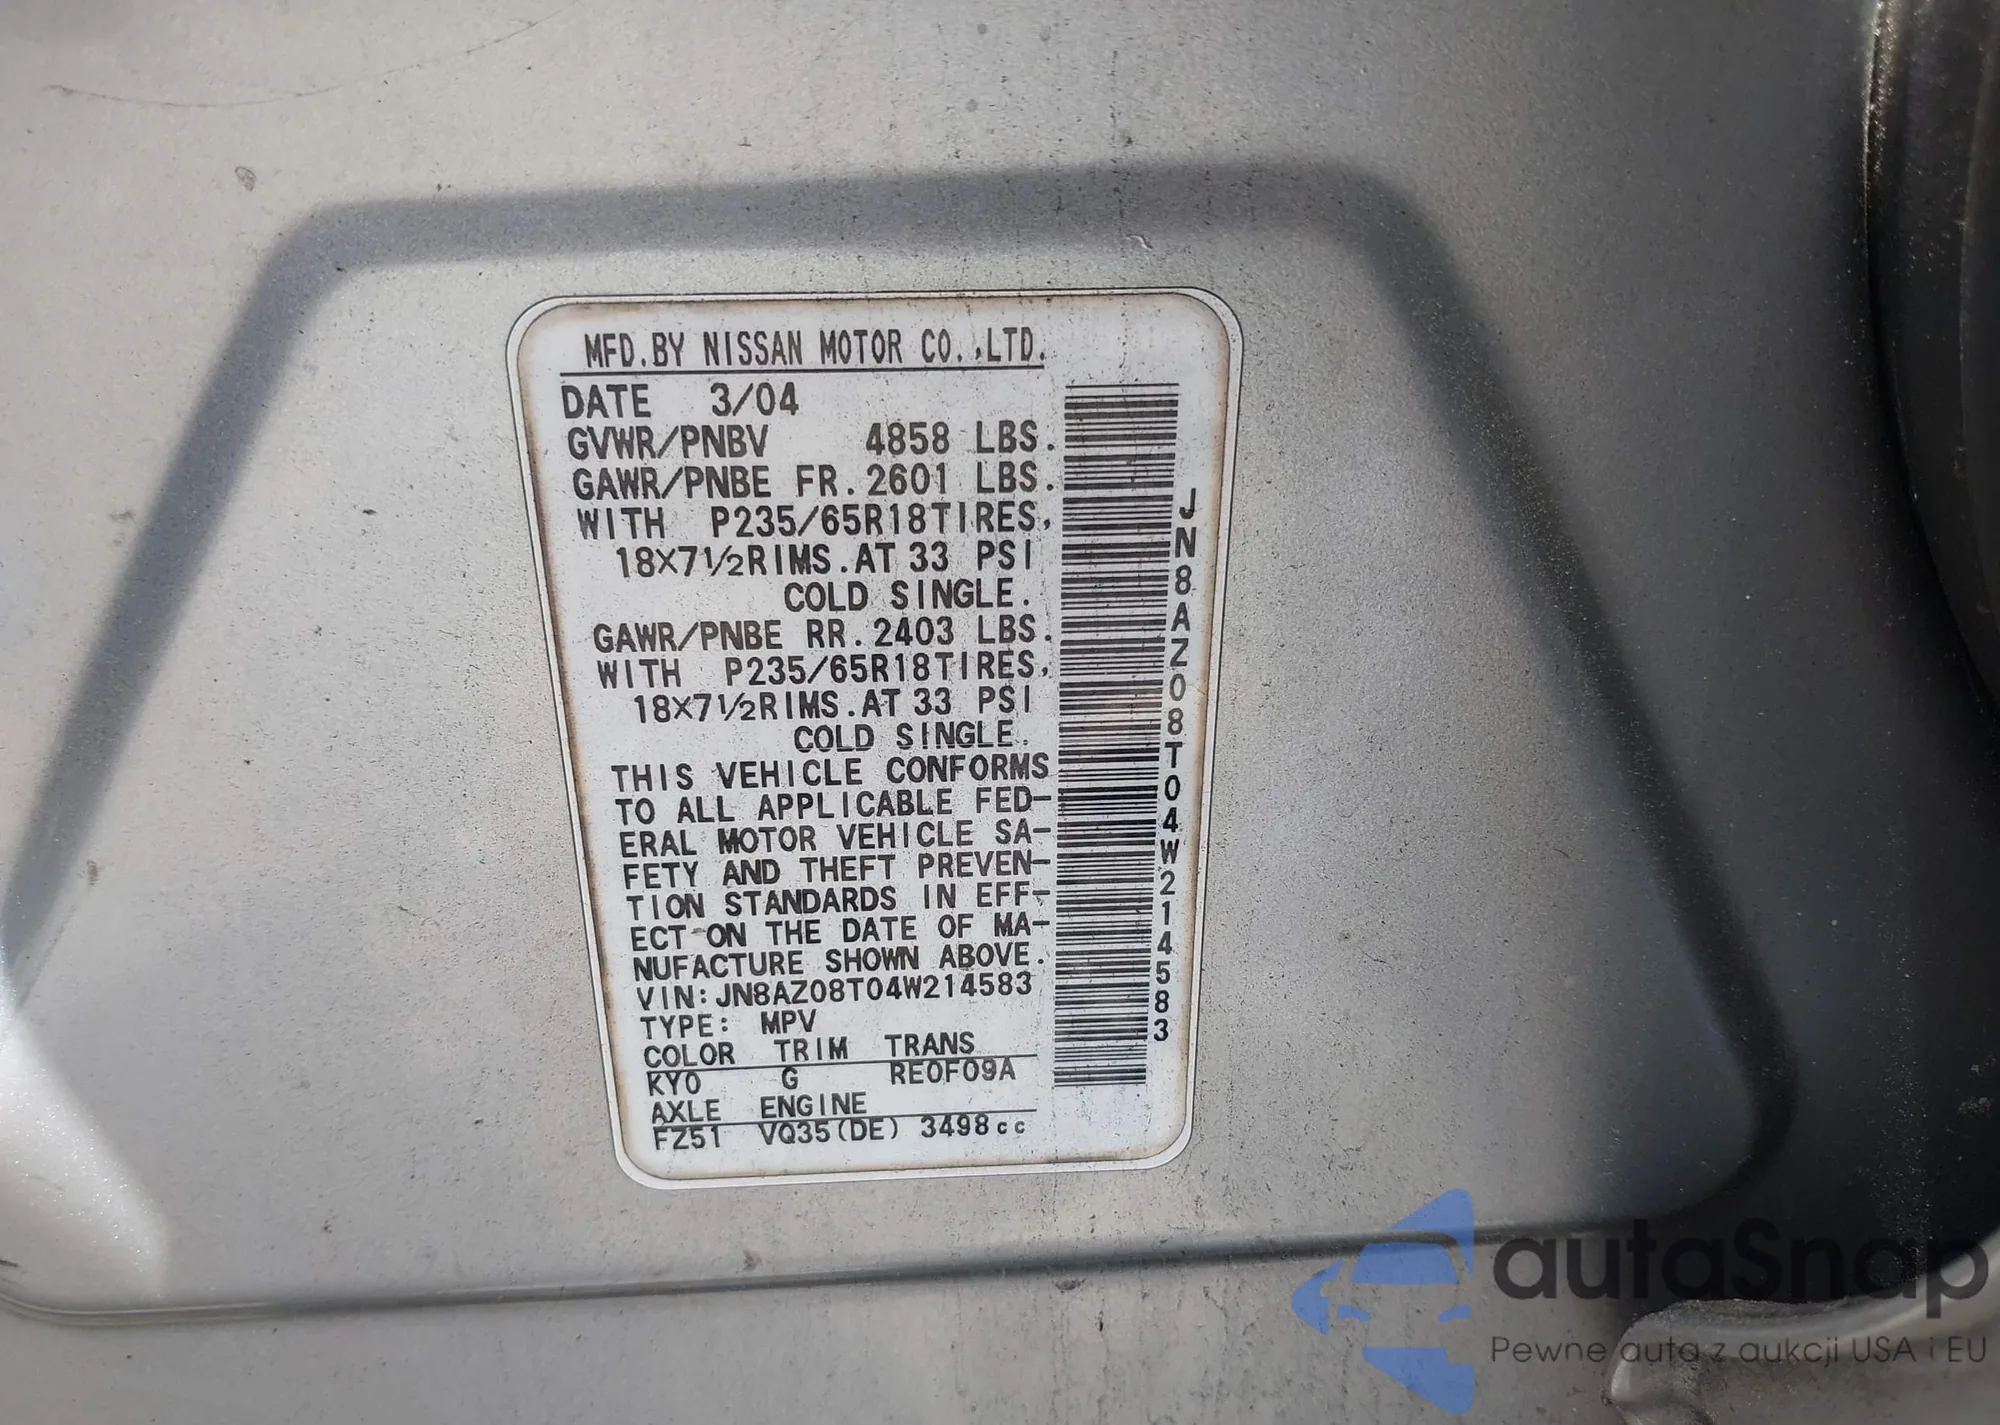 MFD.BY NISSAN MOTOR CO.,LTD.
DATE 3/04
GVWR/PNBV 4858 LBS.
GAWR/PNBE FR.2601 LBS.
WITH P235/65R18TIRES,
18X7½RIMS.AT 33 PSI
COLD SINGLE.
GAWR/PNBE RR.2403 LBS.
WITH P235/65R18TIRES,
18X7½RIMS.AT 33 PSI
COLD SINGLE.
THIS VEHICLE CONFORMS
TO ALL APPLICABLE FED-
ERAL MOTOR VEHICLE SA-
FETY AND THEFT PREVEN-
TION STANDARDS IN EFF-
ECT ON THE DATE OF MA-
NUFACTURE SHOWN ABOVE.
VIN:JN8AZ08T04W214583
TYPE: MPV
COLOR TRIM TRANS
KY0 G RE0F09A
AXLE ENGINE
FZ51 VQ35(DE) 3498cc
JN8AZ08T04W214583
autaSnap
Pewne auta z aukcji USA i EU